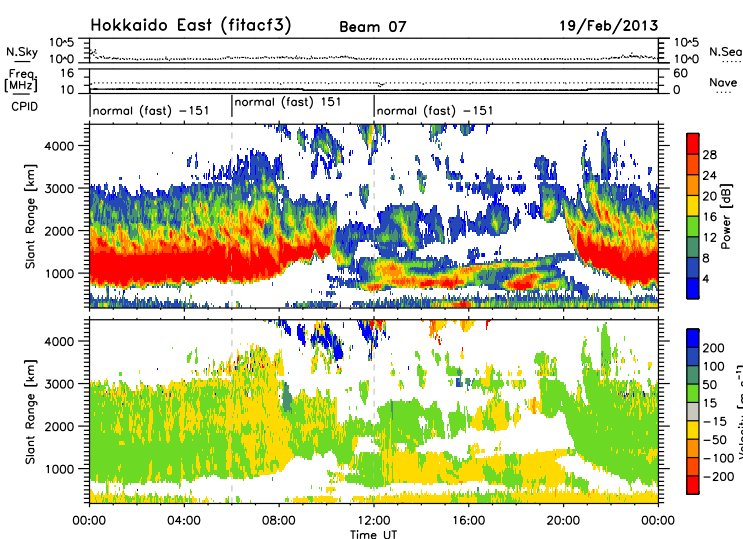 Hokkaido East (fitacf3) Beam 07 19/Feb/2013
N.Sky 10^5 10^0 10^5 10^0 N.Sea
Freq. [MHz] 16 10 60 0 Nave
CPID normal (fast) -151 normal (fast) 151 normal (fast) -151
Slant Range [km]
4000
3000
2000
1000
28
24
20
16
12
8
4
Power [dB]
Slant Range [km]
4000
3000
2000
1000
200
100
50
15
-15
-50
-100
-200
Velocity [m s^-1]
00:00 04:00 08:00 12:00 16:00 20:00 00:00
Time UT